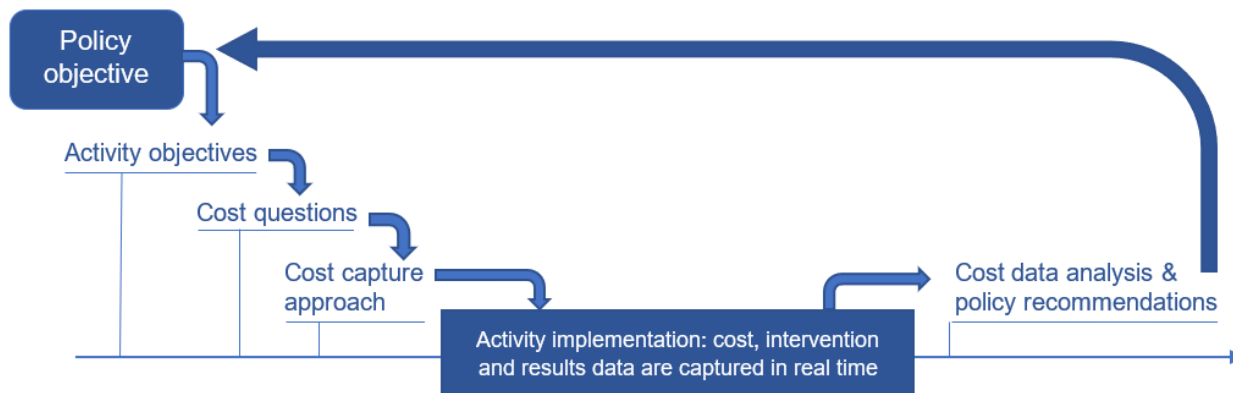 Policy
objective
Activity objectives
Cost questions
Cost capture
approach
Activity implementation: cost, intervention
and results data are captured in real time
Cost data analysis &
policy recommendations